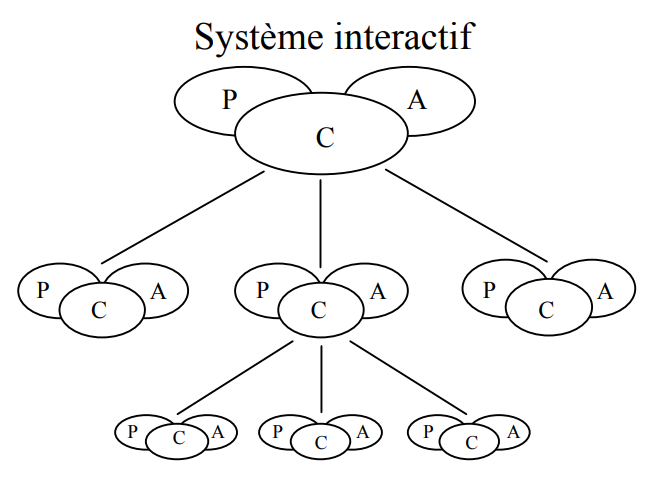 Système interactif
P A
C
P A P A P A
C C C
P C A P C A P C A